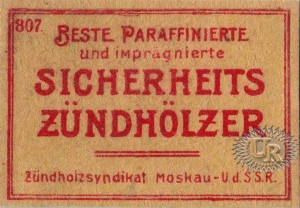 807.
BESTE PARAFFINIERTE
und imprägnierte
SICHERHEITS
ZÜNDHÖLZER
Zündholzsyndikat Moskau-U.d.S.S.R.